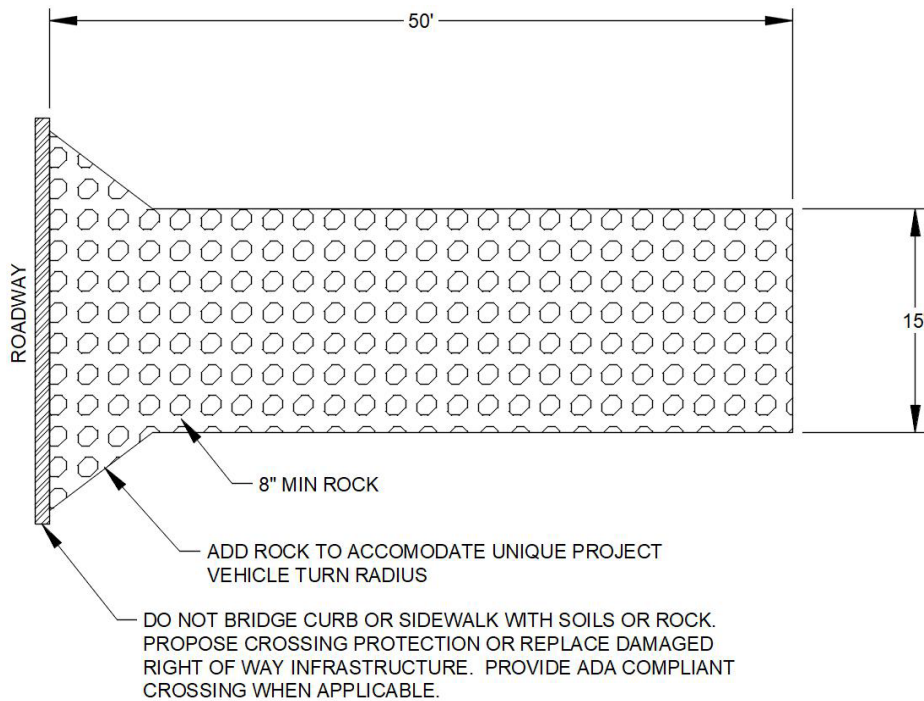 50'
ROADWAY
15
8" MIN ROCK
ADD ROCK TO ACCOMODATE UNIQUE PROJECT
VEHICLE TURN RADIUS
DO NOT BRIDGE CURB OR SIDEWALK WITH SOILS OR ROCK.
PROPOSE CROSSING PROTECTION OR REPLACE DAMAGED
RIGHT OF WAY INFRASTRUCTURE. PROVIDE ADA COMPLIANT
CROSSING WHEN APPLICABLE.